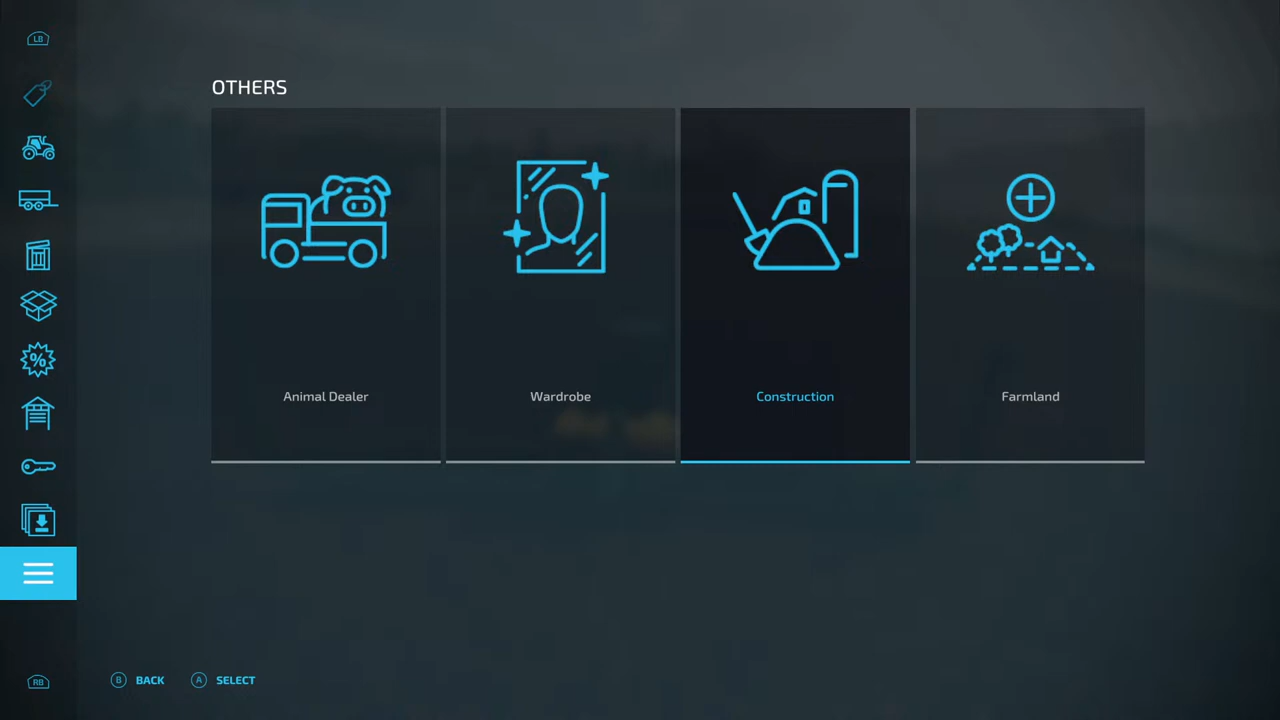 LB
OTHERS
%
Animal Dealer
Wardrobe
Construction
Farmland
RB
B BACK
A SELECT